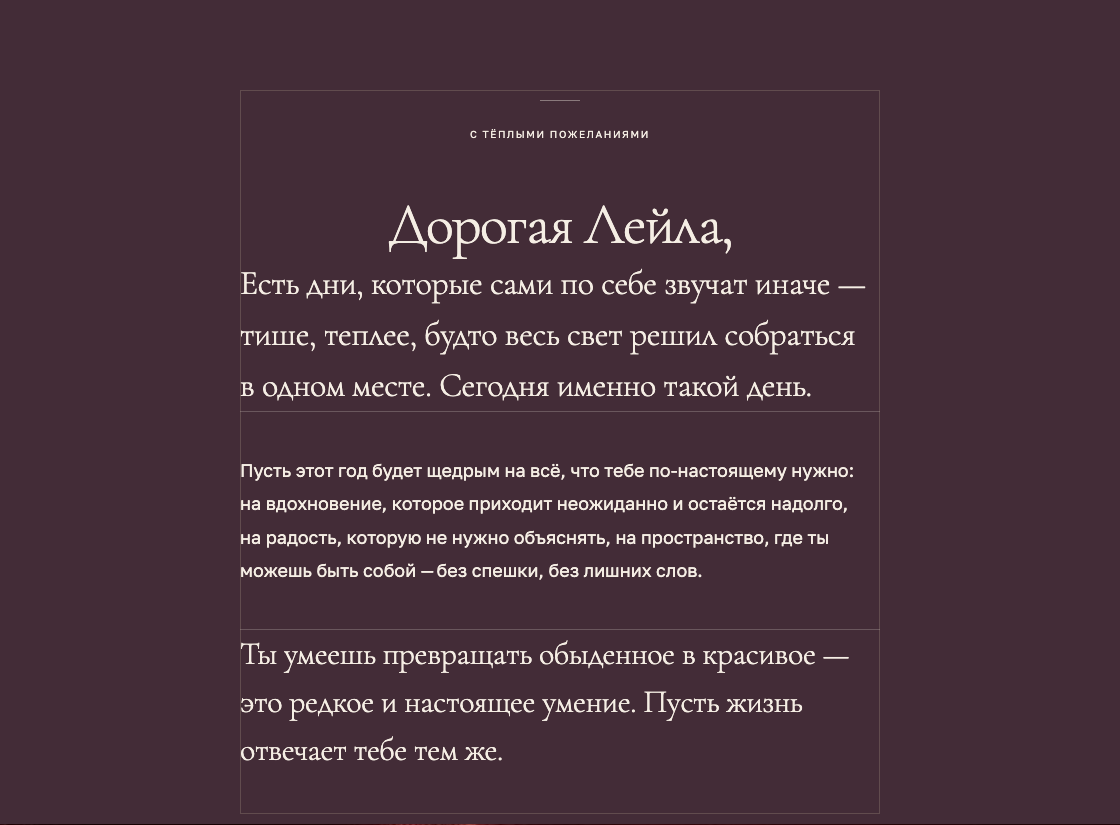 С ТЁПЛЫМИ ПОЖЕЛАНИЯМИ
Дорогая Лейла,
Есть дни, которые сами по себе звучат иначе —
тише, теплее, будто весь свет решил собраться
в одном месте. Сегодня именно такой день.
Пусть этот год будет щедрым на всё, что тебе по-настоящему нужно:
на вдохновение, которое приходит неожиданно и остаётся надолго,
на радость, которую не нужно объяснять, на пространство, где ты
можешь быть собой — без спешки, без лишних слов.
Ты умеешь превращать обыденное в красивое —
это редкое и настоящее умение. Пусть жизнь
отвечает тебе тем же.